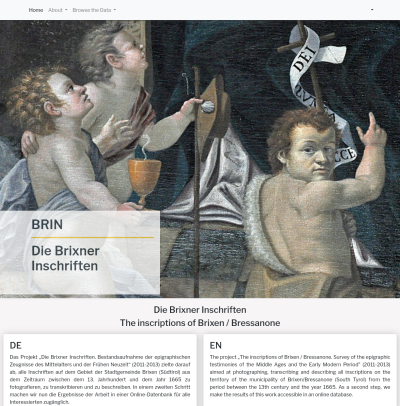 Home About Browse the Data
DEI
CCE
BRIN
Die Brixner
Inschriften
Die Brixner Inschriften
The inscriptions of Brixen / Bressanone
DE
Das Projekt „Die Brixner Inschriften. Bestandsaufnahme der epigraphischen
Zeugnisse des Mittelalters und der Frühen Neuzeit" (2011-2013) zielte darauf
ab, alle Inschriften auf dem Gebiet der Stadtgemeinde Brixen (Südtirol) aus
dem Zeitraum zwischen dem 13. Jahrhundert und dem Jahr 1665 zu
fotografieren, zu transkribieren und zu beschreiben. In einem zweiten Schritt
machen wir nun die Ergebnisse der Arbeit in einer Online-Datenbank für alle
Interessierten zugänglich.
EN
The project „The Inscriptions of Brixen / Bressanone. Survey of the epigraphic
testimonies of the Middle Ages and the Early Modern Period" (2011-2013)
aimed at photographing, transcribing and describing all inscriptions on the
territory of the municipality of Brixen/Bressanone (South Tyrol) from the
period between the 13th century and the year 1665. As a second step, we
make the results of this work accessible in an online database.